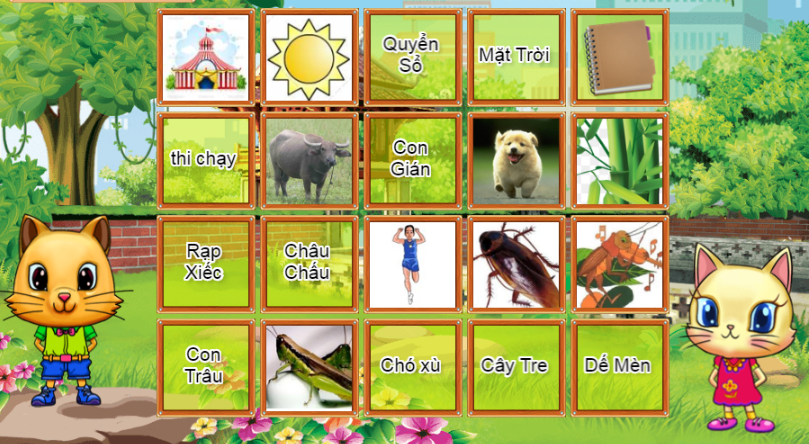 Quyển
Sổ
Mặt Trời
thi chạy
Con
Gián
Rạp
Xiếc
Châu
Chấu
Con
Trâu
Chó xù
Cây Tre
Dế Mèn